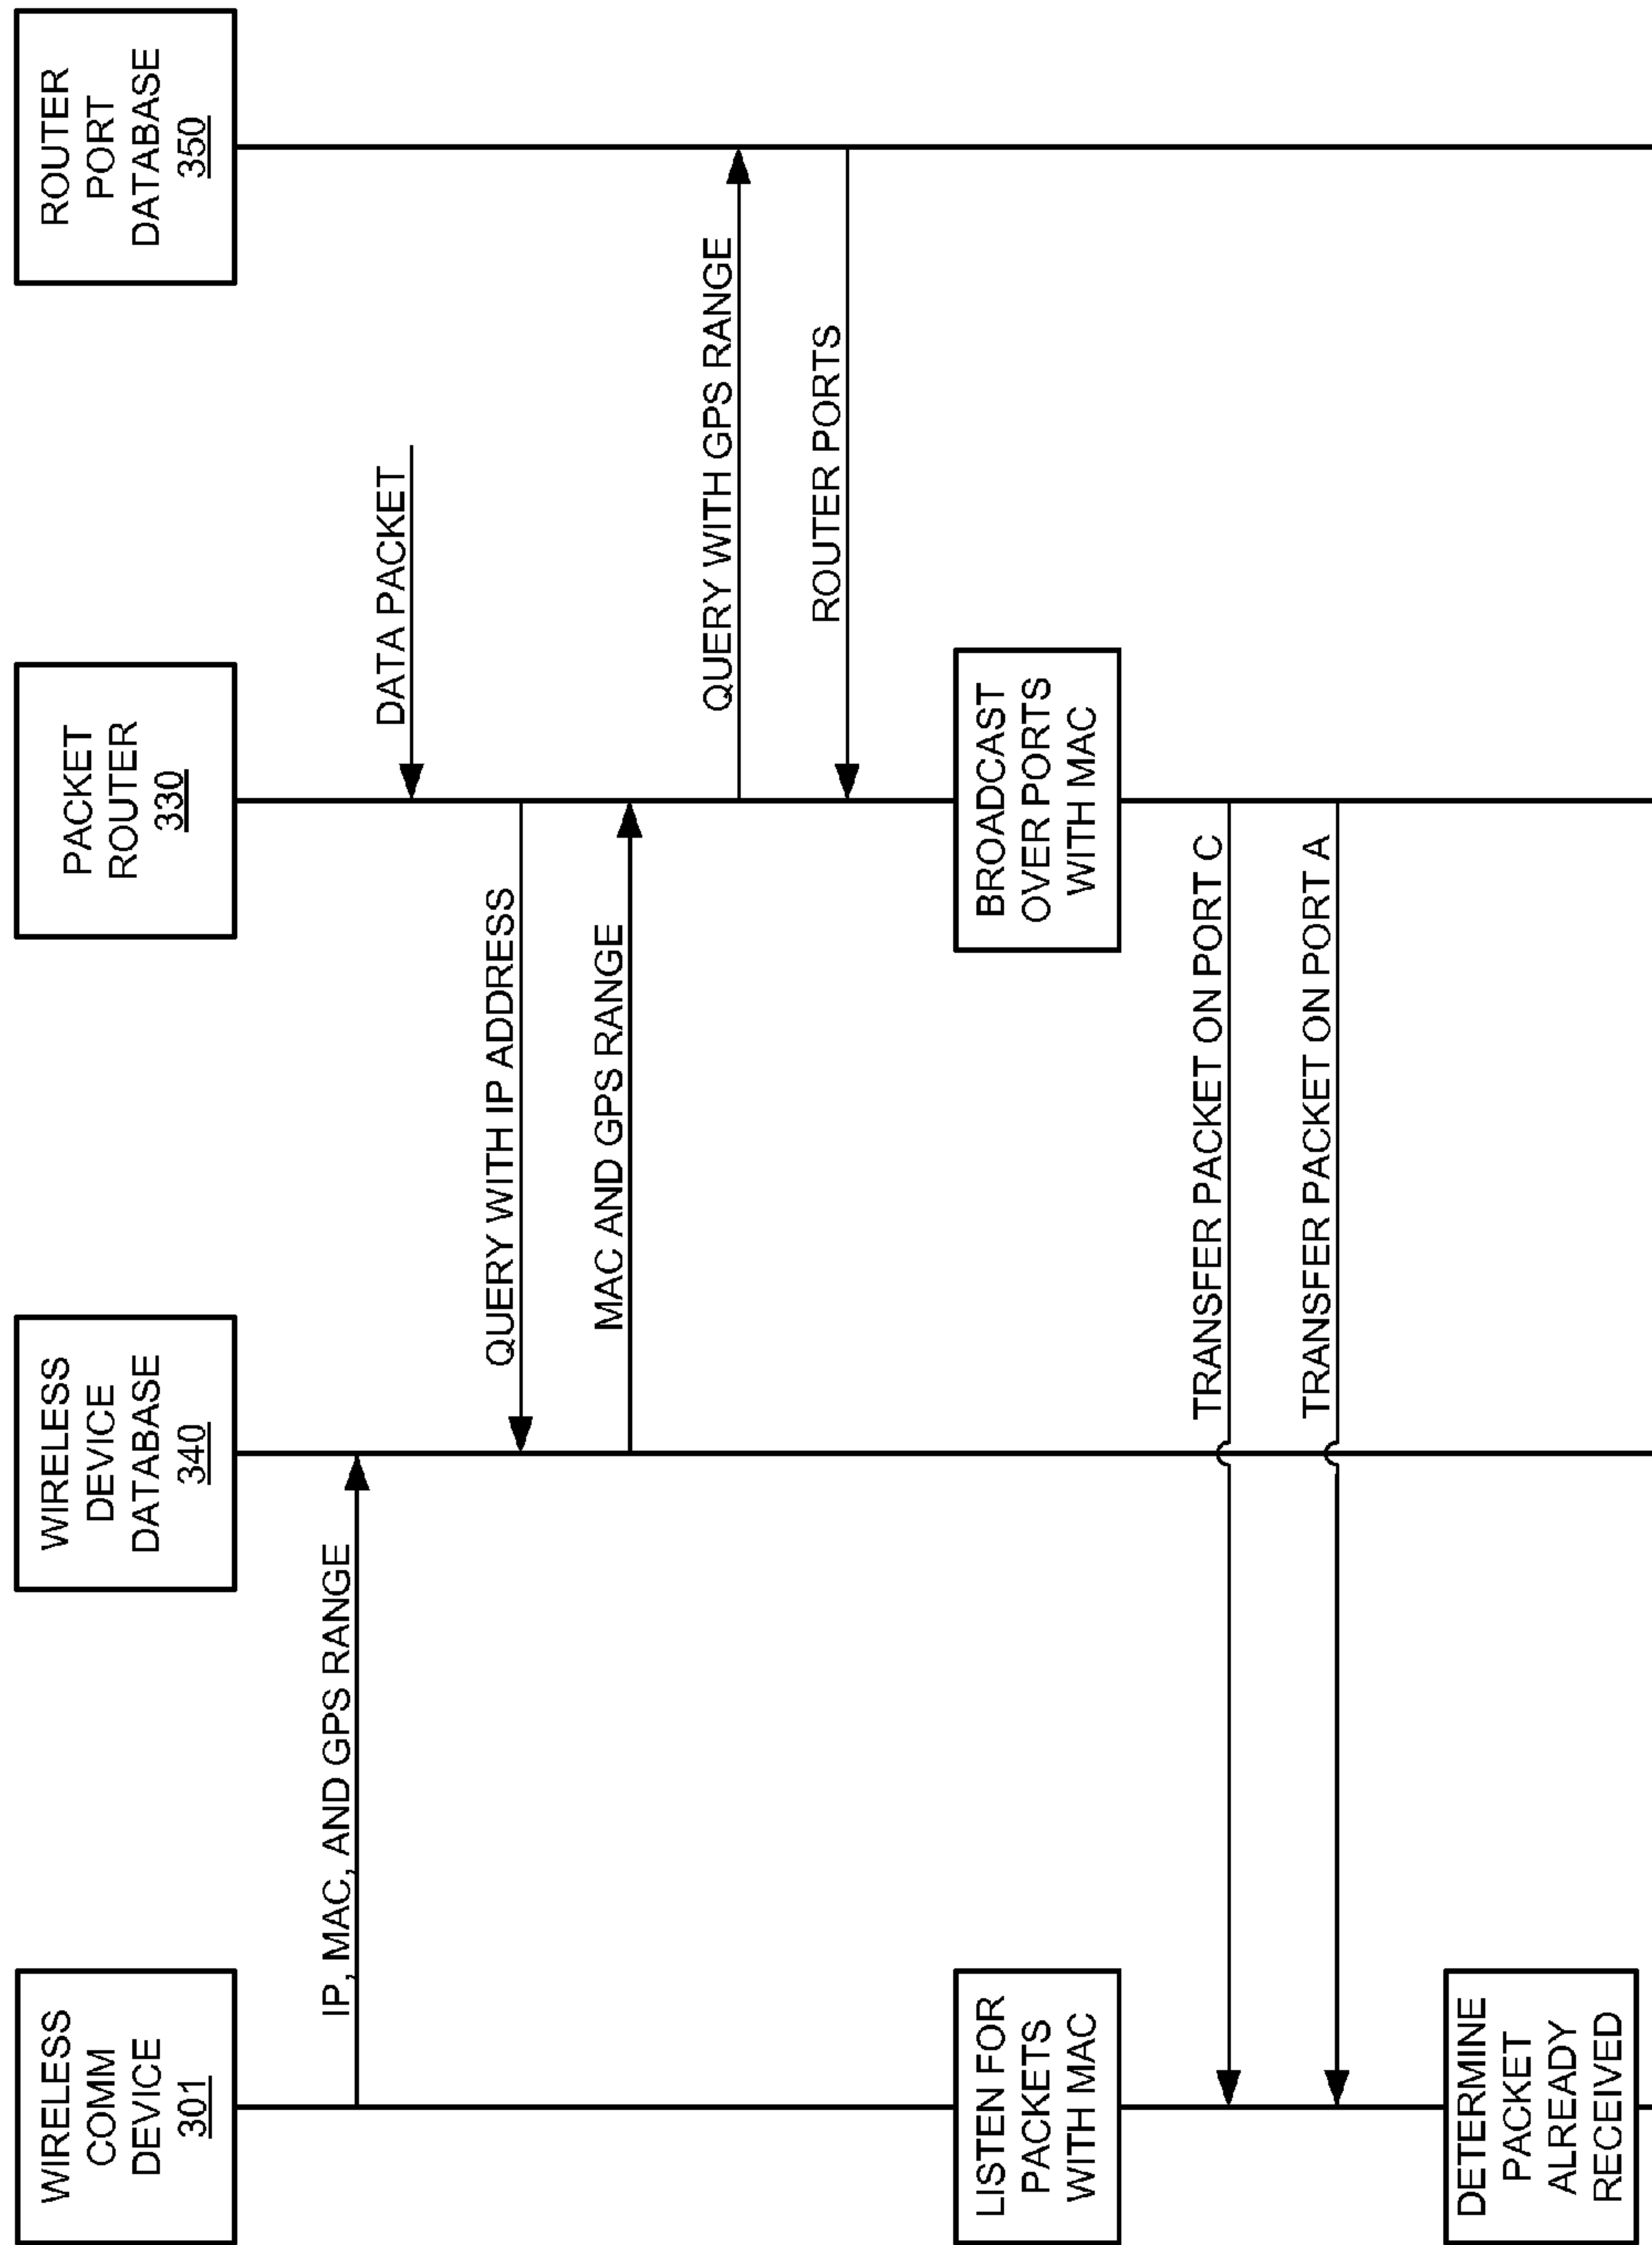 WIRELESS
COMM
DEVICE
301
WIRELESS
DEVICE
DATABASE
340
PACKET
ROUTER
330
ROUTER
PORT
DATABASE
350
IP, MAC, AND GPS RANGE
DATA PACKET
QUERY WITH IP ADDRESS
MAC AND GPS RANGE
QUERY WITH GPS RANGE
ROUTER PORTS
LISTEN FOR
PACKETS
WITH MAC
BROADCAST
OVER PORTS
WITH MAC
TRANSFER PACKET ON PORT C
TRANSFER PACKET ON PORT A
DETERMINE
PACKET
ALREADY
RECEIVED